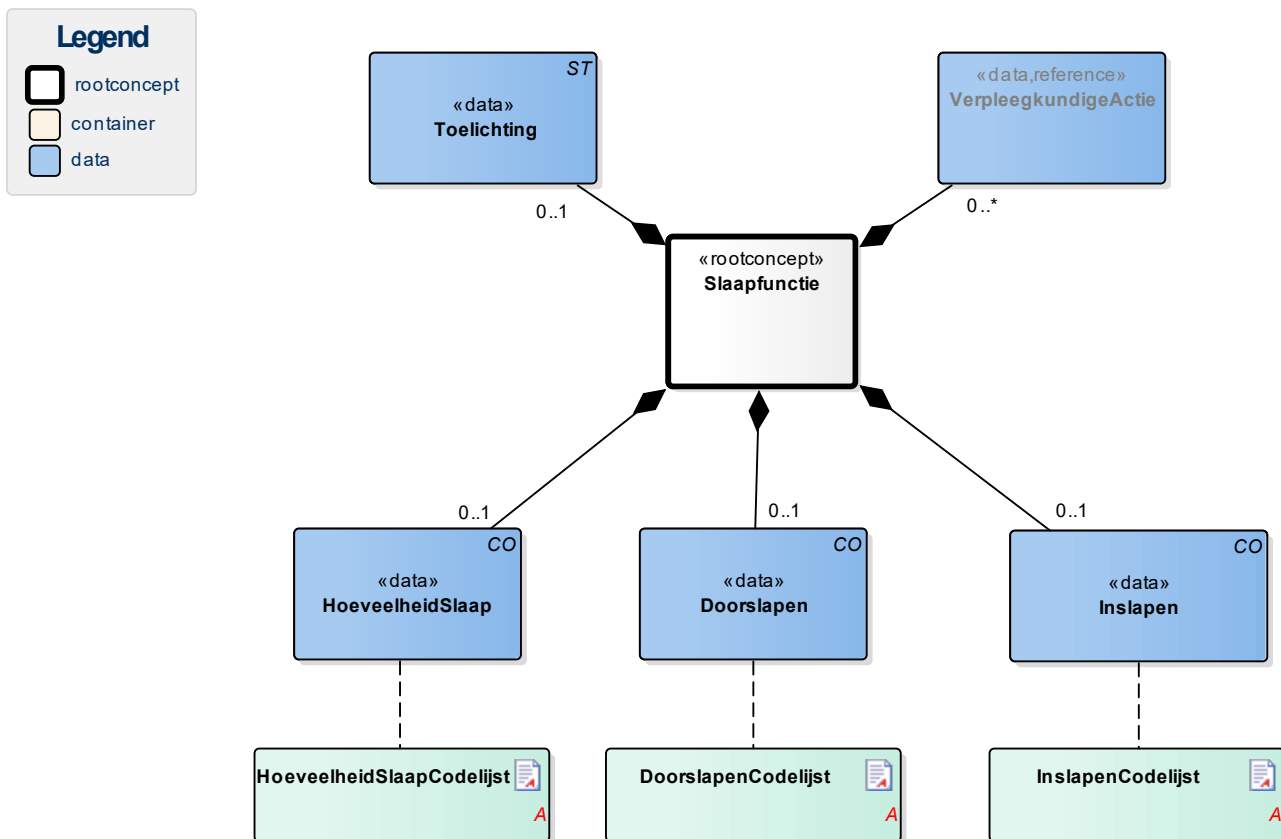 Legend
rootconcept
container
data
ST
«data»
Toelichting
«data,reference»
VerpleegkundigeActie
0..1
0..*
«rootconcept»
Slaapfunctie
0..1
0..1
0..1
CO
«data»
HoeveelheidSlaap
CO
«data»
Doorslapen
CO
«data»
Inslapen
HoeveelheidSlaapCodelijst
A
DoorslapenCodelijst
A
InslapenCodelijst
A